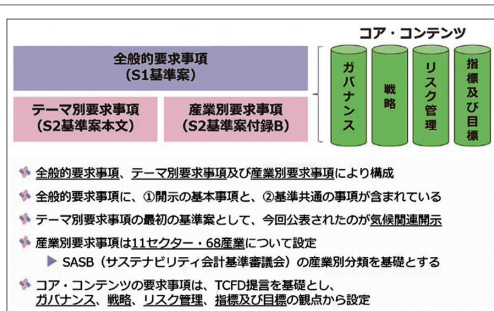 コア・コンテンツ
全般的要求事項
(S1基準案)
テーマ別要求事項
(S2基準案本文)
産業別要求事項
(S2基準案付録B)
ガバナンス
戦略
リスク管理
指標及び目標
全般的要求事項、テーマ別要求事項及び産業別要求事項により構成
全般的要求事項に、①開示の基本事項と、②基準共通の事項が含まれている
テーマ別要求事項の最初の基準案として、今回公表されたのが気候関連開示
産業別要求事項は11セクター・68産業について設定
SASB（サステナビリティ会計基準審議会）の産業別分類を基礎とする
コア・コンテンツの要求事項は、TCFD提言を基礎とし、
ガバナンス、戦略、リスク管理、指標及び目標の観点から設定